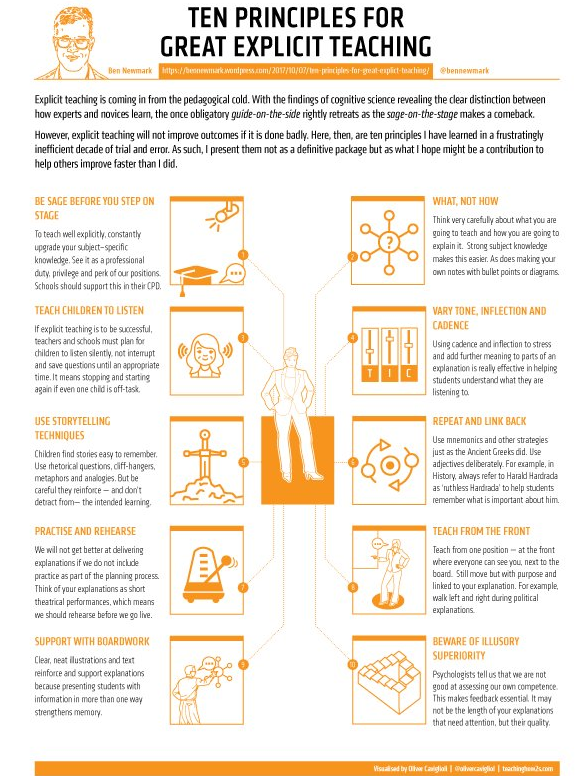 TEN PRINCIPLES FOR
GREAT EXPLICIT TEACHING
Ben Newmark
https://bennewmark.wordpress.com/2017/10/07/ten-principles-for-great-explict-teaching/
@bennewmark
Explicit teaching is coming in from the pedagogical cold. With the findings of cognitive science revealing the clear distinction between
how experts and novices learn, the once obligatory guide-on-the-side rightly retreats as the sage-on-the-stage makes a comeback.
However, explicit teaching will not improve outcomes if it is done badly. Here, then, are ten principles I have learned in a frustratingly
inefficient decade of trial and error. As such, I present them not as a definitive package but as what I hope might be a contribution to
help others improve faster than I did.
BE SAGE BEFORE YOU STEP ON
STAGE
To teach well explicitly, constantly
upgrade your subject–specific
knowledge. See it as a professional
duty, privilege and perk of our positions.
Schools should support this in their CPD.
1
WHAT, NOT HOW
Think very carefully about what you are
going to teach and how you are going to
explain it. Strong subject knowledge
makes this easier. As does making your
own notes with bullet points or diagrams.
?
2
TEACH CHILDREN TO LISTEN
If explicit teaching is to be successful,
teachers and schools must plan for
children to listen silently, not interrupt
and save questions until an appropriate
time. It means stopping and starting
again if even one child is off-task.
3
VARY TONE, INFLECTION AND
CADENCE
Using cadence and inflection to stress
and add further meaning to parts of an
explanation is really effective in helping
students understand what they are
listening to.
T I C
4
USE STORYTELLING
TECHNIQUES
Children find stories easy to remember.
Use rhetorical questions, cliff-hangers,
metaphors and analogies. But be
careful they reinforce — and don't
detract from— the intended learning.
5
REPEAT AND LINK BACK
Use mnemonics and other strategies
just as the Ancient Greeks did. Use
adjectives deliberately. For example, in
History, always refer to Harald Hardrada
as 'ruthless Hardrada' to help students
remember what is important about him.
6
PRACTISE AND REHEARSE
We will not get better at delivering
explanations if we do not include
practice as part of the planning process.
Think of your explanations as short
theatrical performances, which means
we should rehearse before we go live.
7
TEACH FROM THE FRONT
Teach from one position — at the front
where everyone can see you, next to the
board. Still move but with purpose and
linked to your explanation. For example,
walk left and right during political
explanations.
8
SUPPORT WITH BOARDWORK
Clear, neat illustrations and text
reinforce and support explanations
because presenting students with
information in more than one way
strengthens memory.
9
BEWARE OF ILLUSORY
SUPERIORITY
Psychologists tell us that we are not
good at assessing our own competence.
This makes feedback essential. It may
not be the length of your explanations
that need attention, but their quality.
10
Visualised by Oliver Caviglioli | @olivercavigliol | teachinghow2s.com